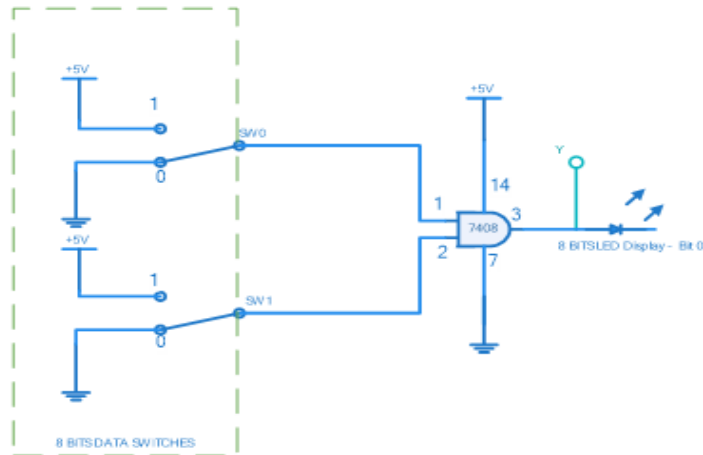 +5V
1
SW0
0
+5V
1
SW1
0
8 BITS DATA SWITCHES
+5V
14
1
7408
3
2
7
Y
8 BITSLED Display - Bit 0